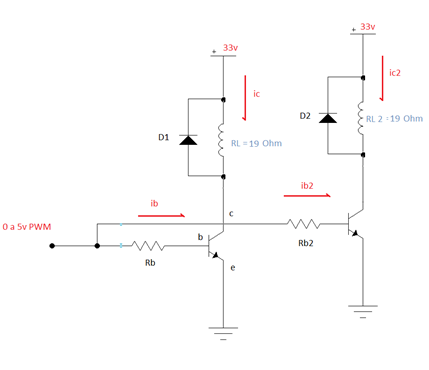 33v
33v
ic2
ic
D2
RL 2 =19 Ohm
D1
RL =19 Ohm
ib2
ib
c
0 a 5v PWM
b
Rb2
Rb
e
+
+